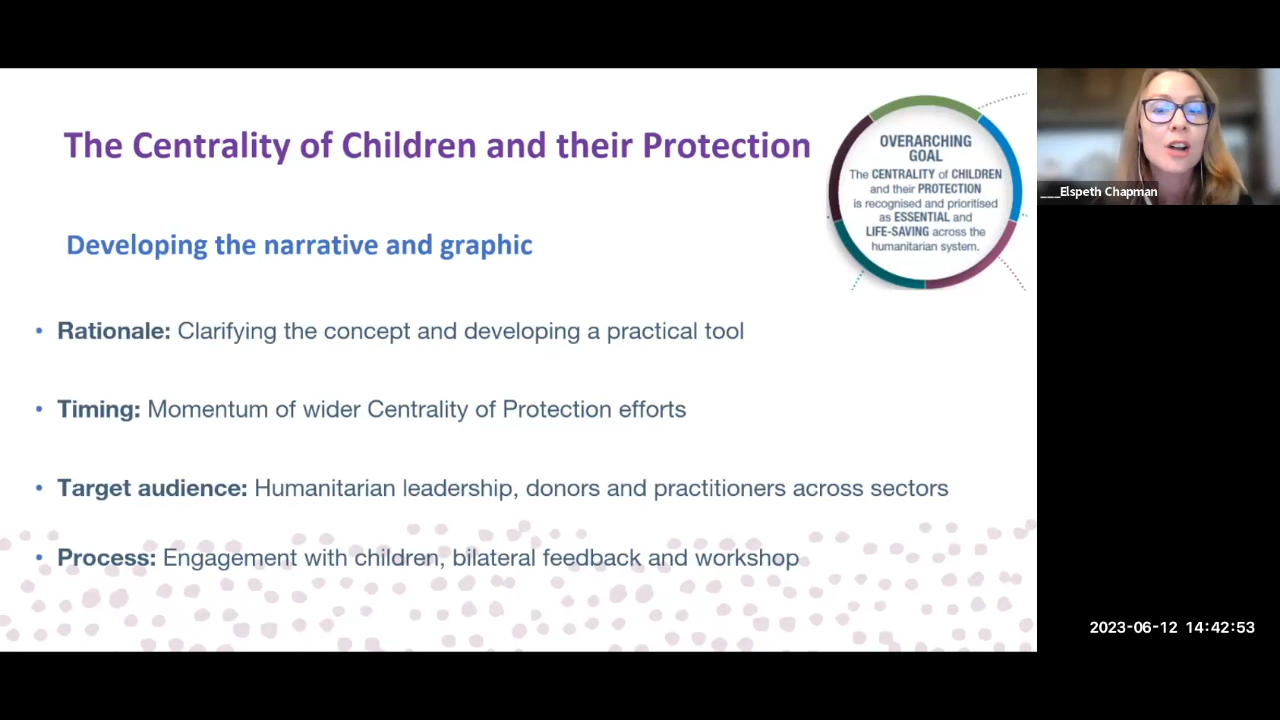 The Centrality of Children and their Protection
OVERARCHING
GOAL
The CENTRALITY of CHILDREN
and their PROTECTION
is recognised and prioritised
as ESSENTIAL and
LIFE-SAVING across the
humanitarian system.
___Elspeth Chapman
Developing the narrative and graphic
• Rationale: Clarifying the concept and developing a practical tool
• Timing: Momentum of wider Centrality of Protection efforts
• Target audience: Humanitarian leadership, donors and practitioners across sectors
• Process: Engagement with children, bilateral feedback and workshop
2023-06-12 14:42:53